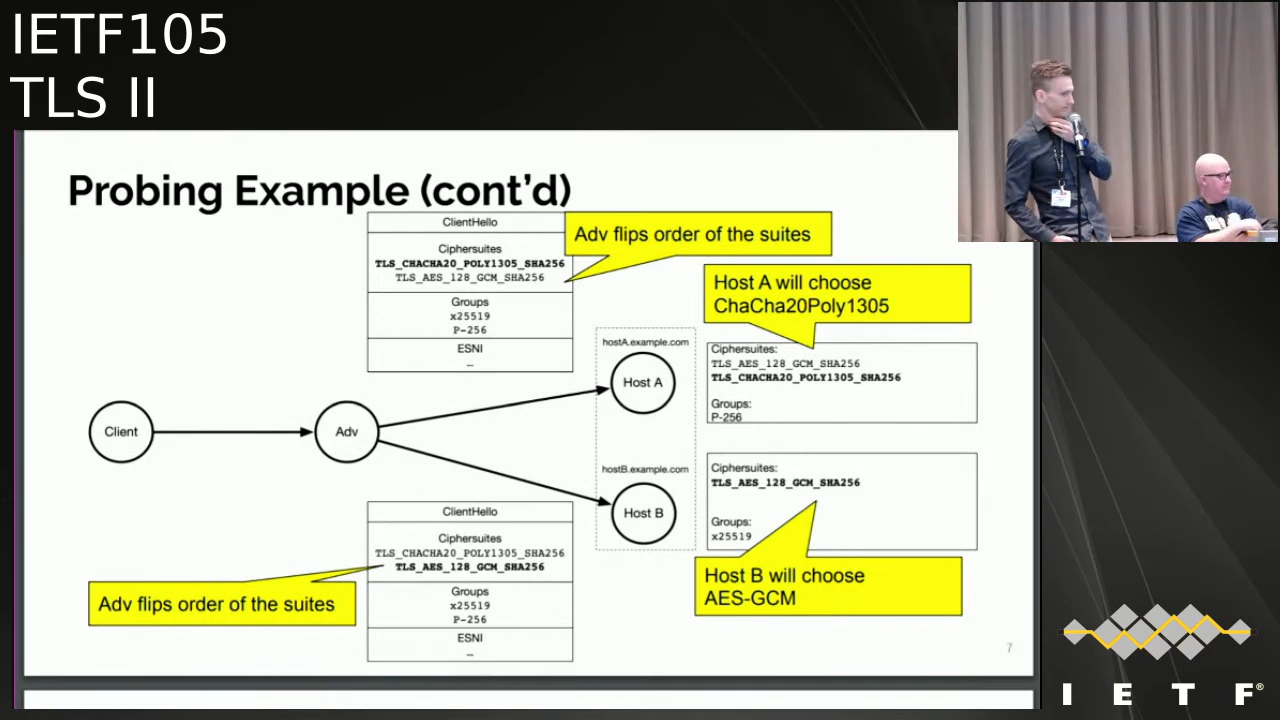 IETF105
TLS II
Probing Example (cont'd)
ClientHello
Ciphersuites
TLS_CHACHA20_POLY1305_SHA256
TLS_AES_128_GCM_SHA256
Groups
x25519
P-256
ESNI
...
Adv flips order of the suites
Host A will choose
ChaCha20Poly1305
hostA.example.com
Host A
Ciphersuites:
TLS_AES_128_GCM_SHA256
TLS_CHACHA20_POLY1305_SHA256
Groups:
P-256
Client
Adv
hostB.example.com
Host B
Ciphersuites:
TLS_AES_128_GCM_SHA256
Groups:
x25519
Host B will choose
AES-GCM
ClientHello
Ciphersuites
TLS_CHACHA20_POLY1305_SHA256
TLS_AES_128_GCM_SHA256
Groups
x25519
P-256
ESNI
...
Adv flips order of the suites
7
I E T F®